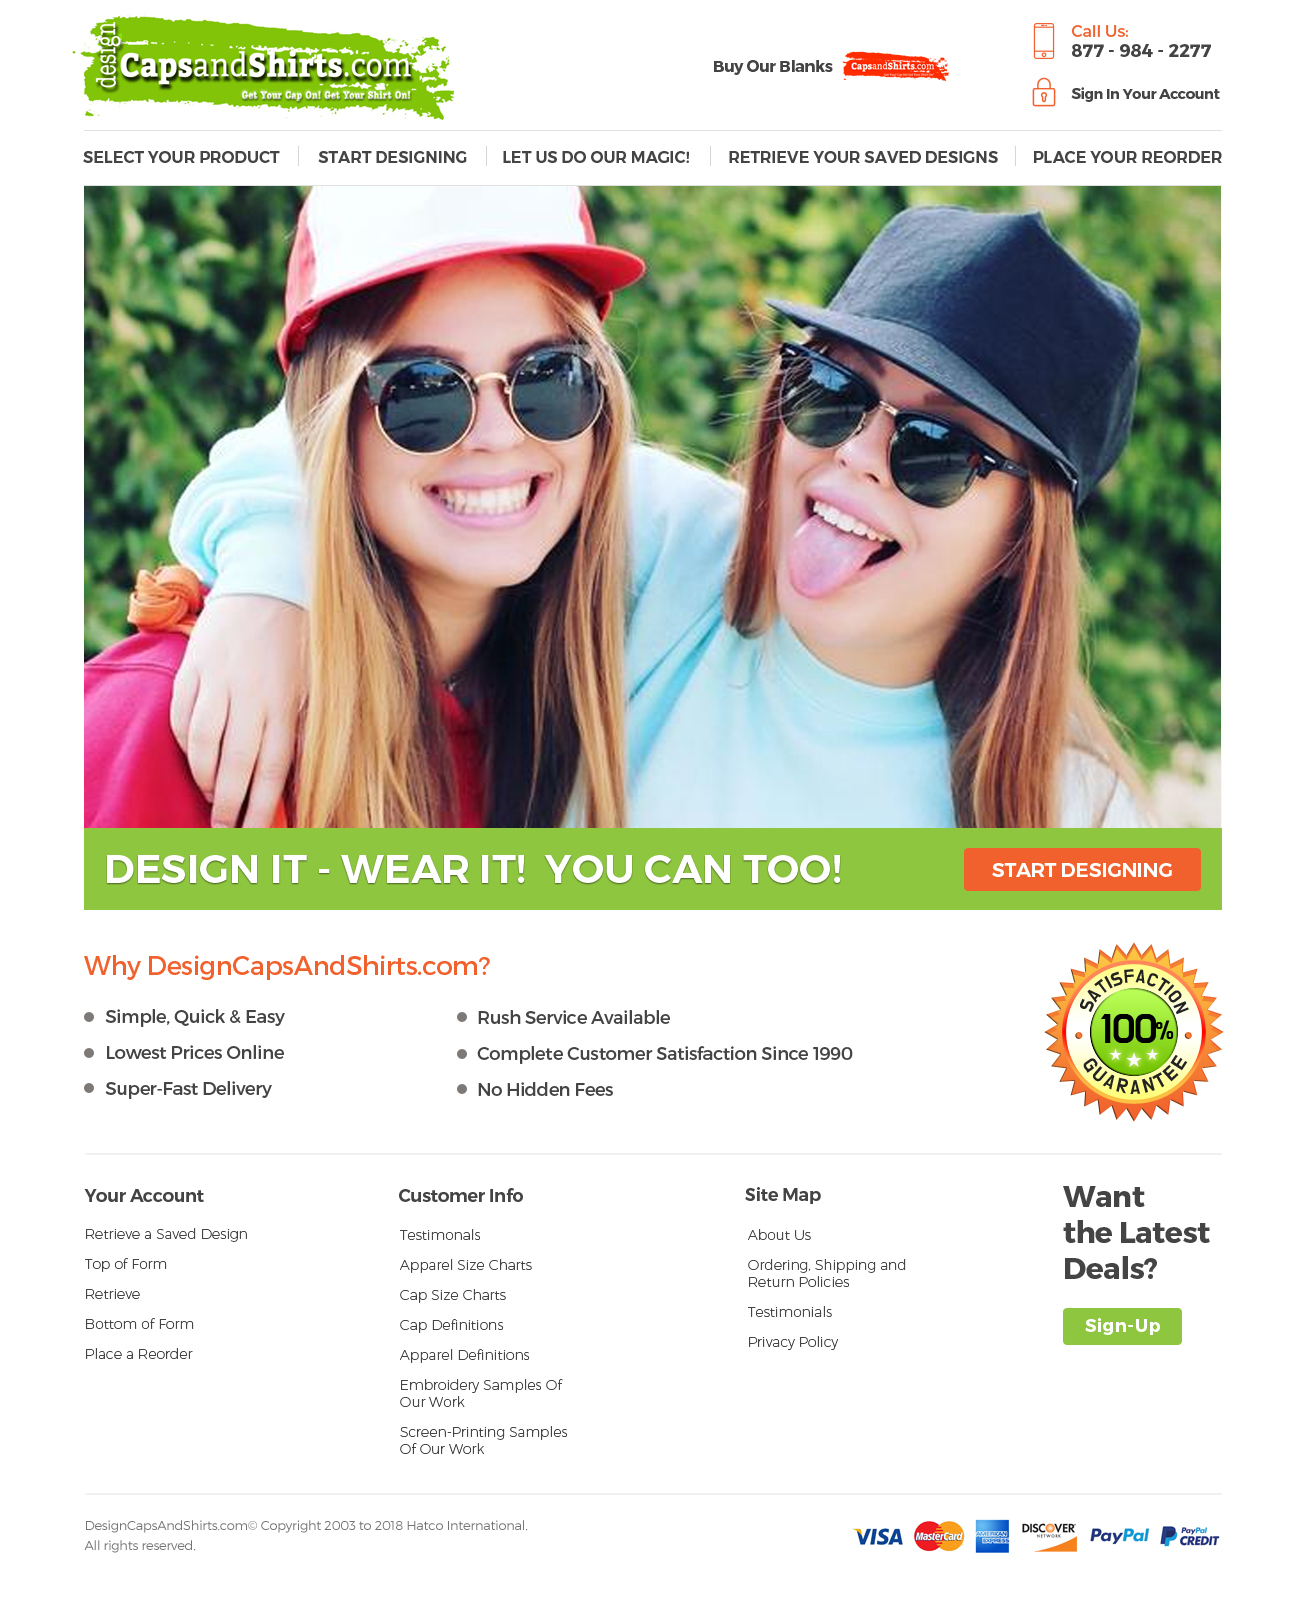 design
CapsandShirts.com
Get Your Cap On! Get Your Shirt On!
Buy Our Blanks
CapsandShirts.com
Call Us:
877 - 984 - 2277
Sign In Your Account
SELECT YOUR PRODUCT
START DESIGNING
LET US DO OUR MAGIC!
RETRIEVE YOUR SAVED DESIGNS
PLACE YOUR REORDER
DESIGN IT - WEAR IT! YOU CAN TOO!
START DESIGNING
Why DesignCapsAndShirts.com?
Simple, Quick & Easy
Lowest Prices Online
Super-Fast Delivery
Rush Service Available
Complete Customer Satisfaction Since 1990
No Hidden Fees
SATISFACTION
100%
GUARANTEE
Your Account
Retrieve a Saved Design
Top of Form
Retrieve
Bottom of Form
Place a Reorder
Customer Info
Testimonals
Apparel Size Charts
Cap Size Charts
Cap Definitions
Apparel Definitions
Embroidery Samples Of
Our Work
Screen-Printing Samples
Of Our Work
Site Map
About Us
Ordering, Shipping and
Return Policies
Testimonials
Privacy Policy
Want
the Latest
Deals?
Sign-Up
DesignCapsAndShirts.com© Copyright 2003 to 2018 Hatco International.
All rights reserved.
VISA
MasterCard
AMERICAN EXPRESS
DISCOVER
NETWORK
PayPal
PayPal
CREDIT